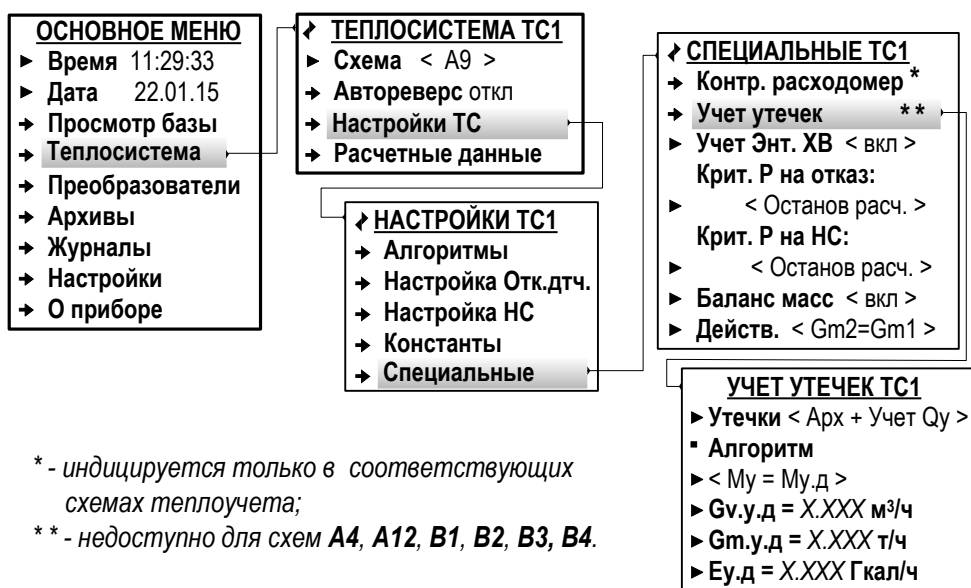 ОСНОВНОЕ МЕНЮ
Время 11:29:33
Дата 22.01.15
Просмотр базы
Теплосистема
Преобразователи
Архивы
Журналы
Настройки
О приборе
ТЕПЛОСИСТЕМА ТС1
Схема < А9 >
Автореверс откл
Настройки ТС
Расчетные данные
НАСТРОЙКИ ТС1
Алгоритмы
Настройка Отк.дтч.
Настройка НС
Константы
Специальные
СПЕЦИАЛЬНЫЕ ТС1
Контр. расходомер *
Учет утечек **
Учет Энт. ХВ < вкл >
Крит. Р на отказ:
< Останов расч. >
Крит. Р на НС:
< Останов расч. >
Баланс масс < вкл >
Действ. < Gm2=Gm1 >
УЧЕТ УТЕЧЕК ТС1
Утечки < Арх + Учет Qу >
Алгоритм
< Му = Му.д >
Gv.у.д = X.XXX м³/ч
Gm.у.д = X.XXX т/ч
Еу.д = X.XXX Гкал/ч
* - индицируется только в соответствующих
схемах теплоучета;
** - недоступно для схем А4, А12, В1, В2, В3, В4.